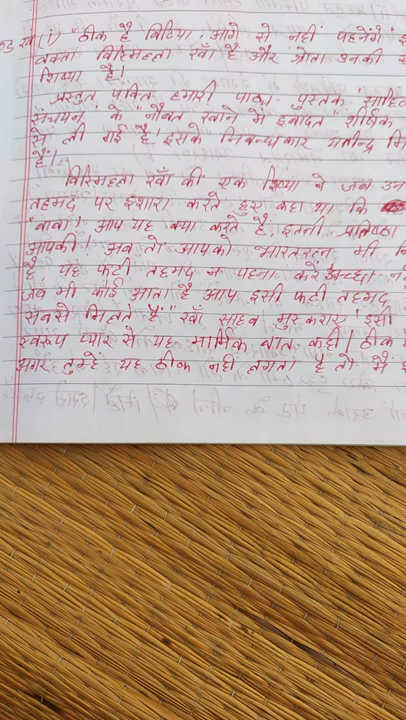 ख (i) "ठीक है बिटिया, आगे से नहीं पहनेंगे"
वक्ता बिस्मिल्ला खाँ है और श्रोता उनकी
शिष्या है।
प्रस्तुत पंक्ति हमारी पाठ्य पुस्तक 'साहित्य
संचयन' के "नौबत खाने में इबादत" शीर्षक
से ली गई है। इसके निबन्धकार यतीन्द्र मि
हैं।
बिस्मिल्ला खाँ की एक शिष्या ने जब उन
तहमद पर इशारा करते हुए कहा था कि
"बाबा! आप यह क्या करते है, इतनी प्रतिष्ठा
आपकी! अब तो आपको भारतरत्न भी
है, यह फटी तहमद न पहना करें अच्छा
जब भी कोई आता है आप इसी फटी तहमद
सबसे मिलते हैं" खाँ साहब मुस्कराए इसी
स्वरूप प्यार से यह मार्मिक बात कही। ठीक
अगर तुम्हें यह ठीक नही लगता है तो मैं